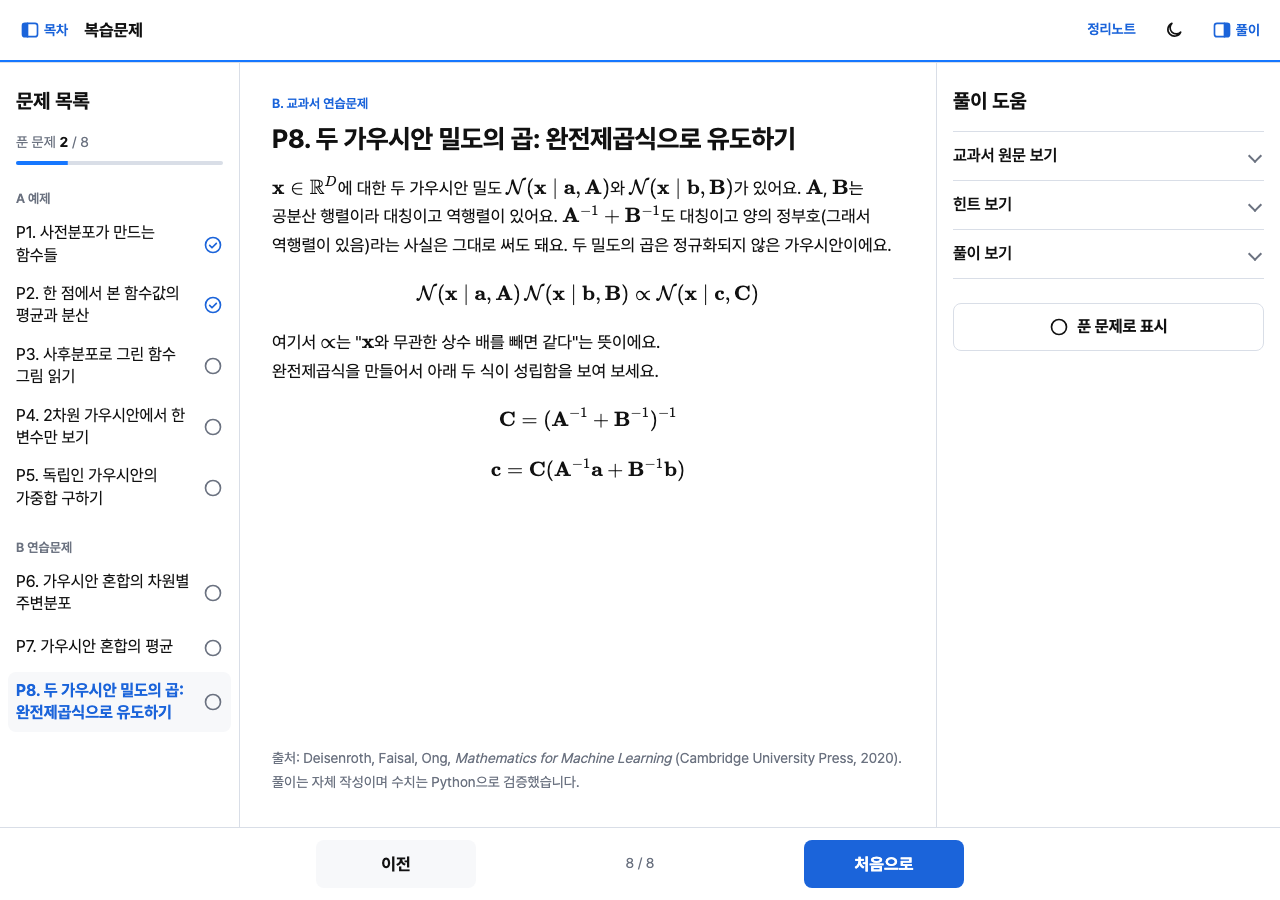 목차 복습문제 정리노트 풀이
문제 목록
푼 문제 2 / 8
A 예제
P1. 사전분포가 만드는
함수들
P2. 한 점에서 본 함수값의
평균과 분산
P3. 사후분포로 그린 함수
그림 읽기
P4. 2차원 가우시안에서 한
변수만 보기
P5. 독립인 가우시안의
가중합 구하기
B 연습문제
P6. 가우시안 혼합의 차원별
주변분포
P7. 가우시안 혼합의 평균
P8. 두 가우시안 밀도의 곱:
완전제곱식으로 유도하기
B. 교과서 연습문제
P8. 두 가우시안 밀도의 곱: 완전제곱식으로 유도하기
x ∈ ℝᴰ에 대한 두 가우시안 밀도 𝒩(x | a, A)와 𝒩(x | b, B)가 있어요. A, B는
공분산 행렬이라 대칭이고 역행렬이 있어요. A⁻¹ + B⁻¹도 대칭이고 양의 정부호(그래서
역행렬이 있음)라는 사실은 그대로 써도 돼요. 두 밀도의 곱은 정규화되지 않은 가우시안이에요.
𝒩(x | a, A) 𝒩(x | b, B) ∝ 𝒩(x | c, C)
여기서 ∝는 "x와 무관한 상수 배를 빼면 같다"는 뜻이에요.
완전제곱식을 만들어서 아래 두 식이 성립함을 보여 보세요.
C = (A⁻¹ + B⁻¹)⁻¹
c = C(A⁻¹a + B⁻¹b)
출처: Deisenroth, Faisal, Ong, Mathematics for Machine Learning (Cambridge University Press, 2020).
풀이는 자체 작성이며 수치는 Python으로 검증했습니다.
풀이 도움
교과서 원문 보기
힌트 보기
풀이 보기
푼 문제로 표시
이전 8 / 8 처음으로